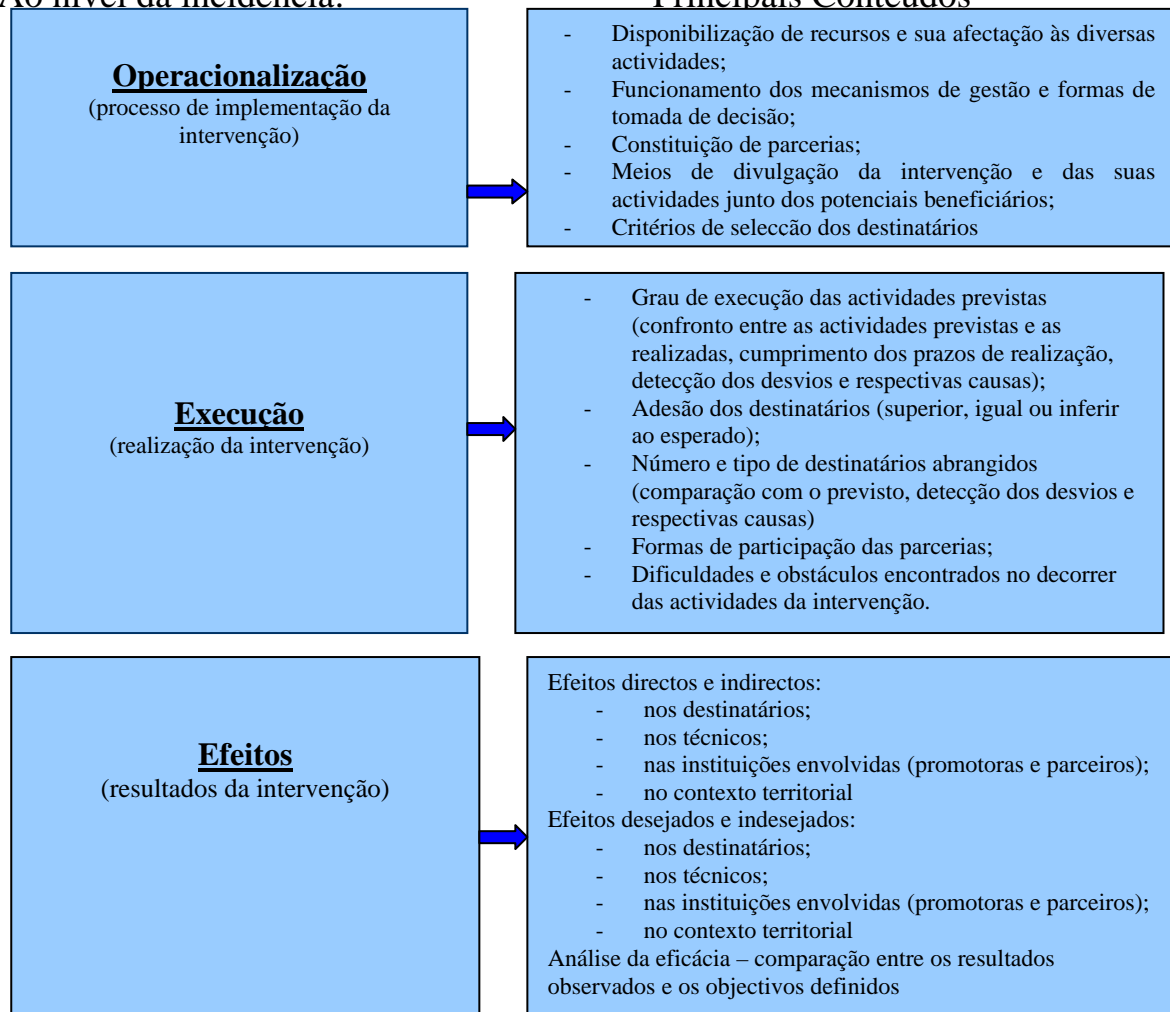 Ao nível da incidência:
Principais Conteúdos
Operacionalização
(processo de implementação da
intervenção)
- Disponibilização de recursos e sua afectação às diversas
actividades;
- Funcionamento dos mecanismos de gestão e formas de
tomada de decisão;
- Constituição de parcerias;
- Meios de divulgação da intervenção e das suas
actividades junto dos potenciais beneficiários;
- Critérios de selecção dos destinatários
Execução
(realização da intervenção)
- Grau de execução das actividades previstas
(confronto entre as actividades previstas e as
realizadas, cumprimento dos prazos de realização,
detecção dos desvios e respectivas causas);
- Adesão dos destinatários (superior, igual ou inferir
ao esperado);
- Número e tipo de destinatários abrangidos
(comparação com o previsto, detecção dos desvios e
respectivas causas)
- Formas de participação das parcerias;
- Dificuldades e obstáculos encontrados no decorrer
das actividades da intervenção.
Efeitos
(resultados da intervenção)
Efeitos directos e indirectos:
- nos destinatários;
- nos técnicos;
- nas instituições envolvidas (promotoras e parceiros);
- no contexto territorial
Efeitos desejados e indesejados:
- nos destinatários;
- nos técnicos;
- nas instituições envolvidas (promotoras e parceiros);
- no contexto territorial
Análise da eficácia – comparação entre os resultados
observados e os objectivos definidos